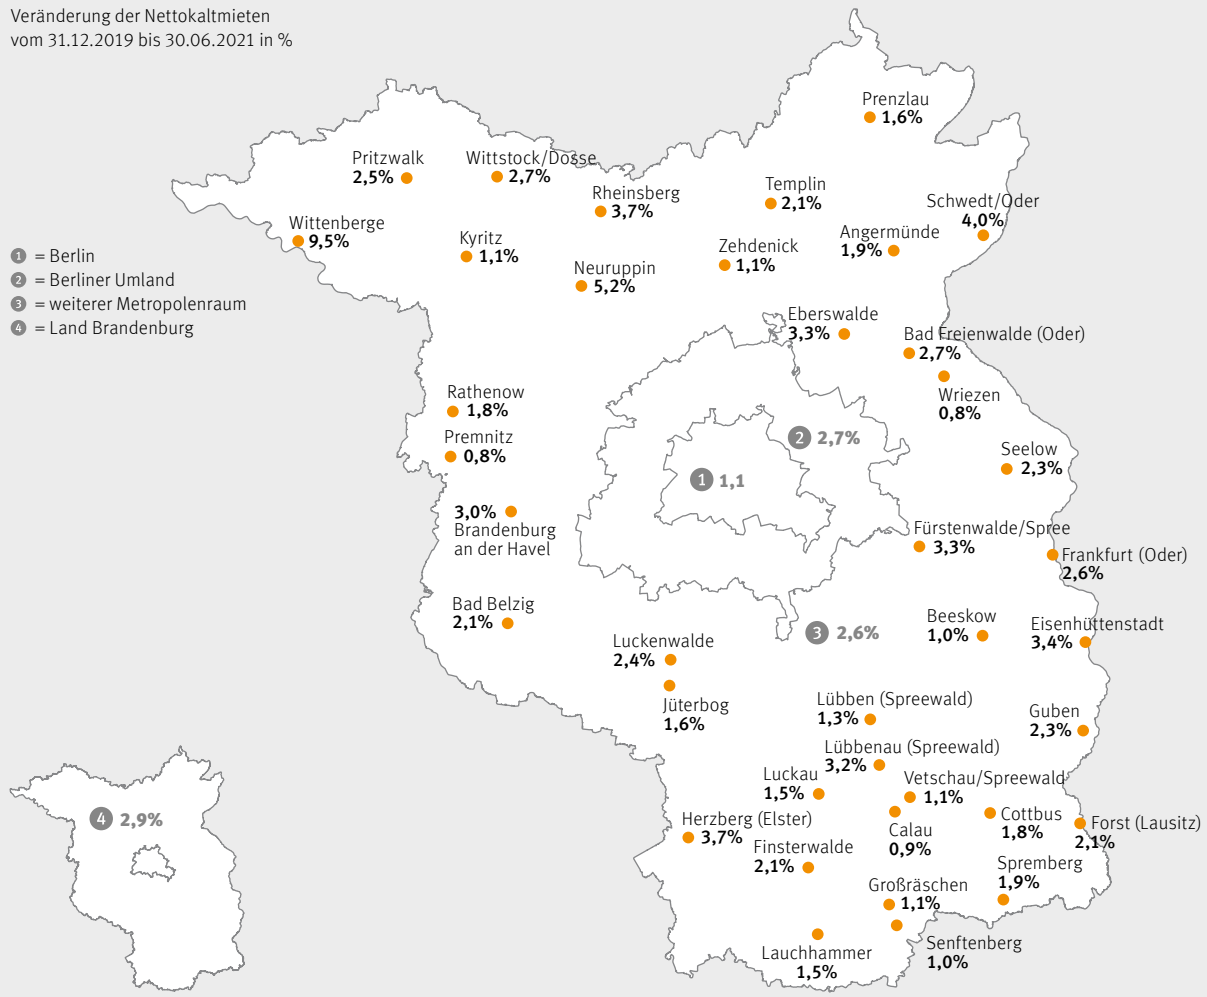 Veränderung der Nettokaltmieten
vom 31.12.2019 bis 30.06.2021 in %
Prenzlau
1,6%
Pritzwalk
2,5%
Wittstock/Dosse
2,7%
Rheinsberg
3,7%
Templin
2,1%
Schwedt/Oder
4,0%
Wittenberge
9,5%
Kyritz
1,1%
Neuruppin
5,2%
Zehdenick
1,1%
Angermünde
1,9%
1 = Berlin
2 = Berliner Umland
3 = weiterer Metropolenraum
4 = Land Brandenburg
Eberswalde
3,3%
Bad Freienwalde (Oder)
2,7%
Wriezen
0,8%
Rathenow
1,8%
Premnitz
0,8%
2 2,7%
1 1,1
Seelow
2,3%
3,0%
Brandenburg
an der Havel
Fürstenwalde/Spree
3,3%
Frankfurt (Oder)
2,6%
Bad Belzig
2,1%
3 2,6%
Beeskow
1,0%
Eisenhüttenstadt
3,4%
Luckenwalde
2,4%
Jüterbog
1,6%
Lübben (Spreewald)
1,3%
Guben
2,3%
Lübbenau (Spreewald)
3,2%
Luckau
1,5%
Vetschau/Spreewald
1,1%
Calau
0,9%
Cottbus
1,8%
Forst (Lausitz)
2,1%
4 2,9%
Herzberg (Elster)
3,7%
Finsterwalde
2,1%
Spremberg
1,9%
Großräschen
1,1%
Senftenberg
1,0%
Lauchhammer
1,5%